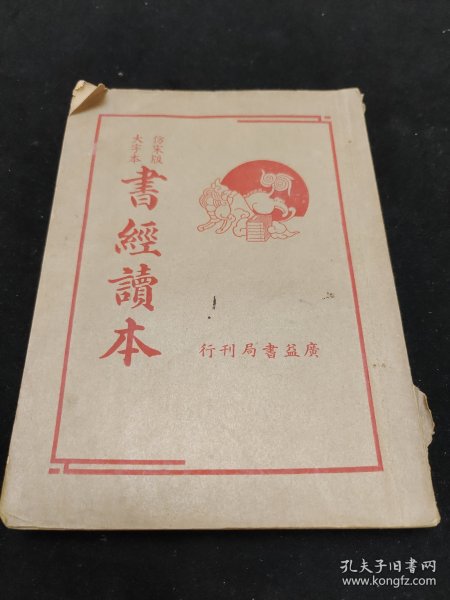 仿宋版
大字本
書經讀本
廣益書局刊行
孔夫子旧书网
www.kongfz.com